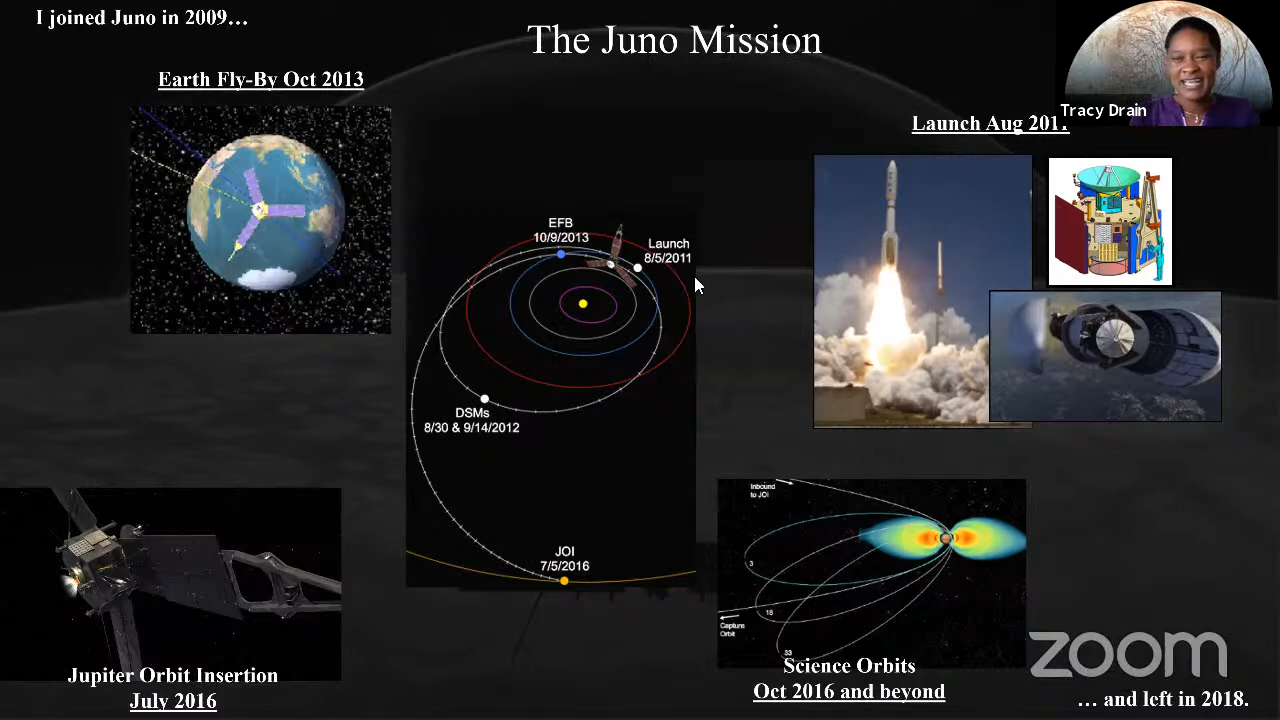 I joined Juno in 2009…
The Juno Mission
Earth Fly-By Oct 2013
Tracy Drain
Launch Aug 201
EFB
10/9/2013
Launch
8/5/2011
DSMs
8/30 & 9/14/2012
JOI
7/5/2016
Inbound
to JOI
3
16
Capture
Orbit
33
Jupiter Orbit Insertion
July 2016
Science Orbits
Oct 2016 and beyond
zoom
… and left in 2018.